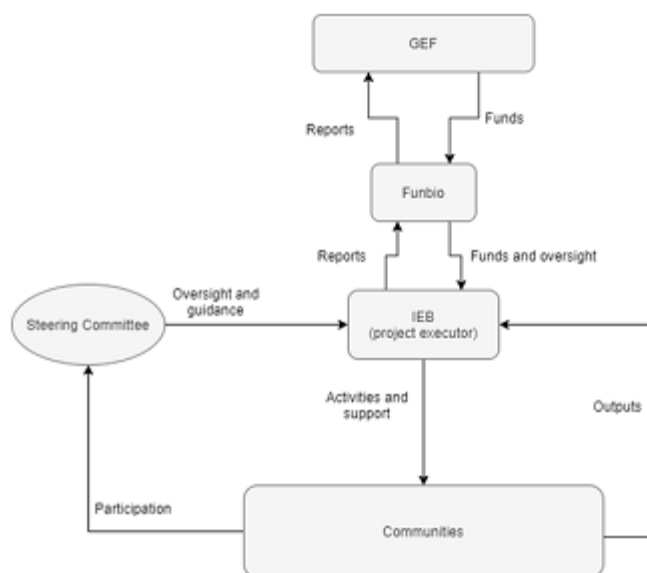 GEF
Reports
Funds
Funbio
Reports
Funds and oversight
Oversight and
guidance
Steering Committee
IEB
(project executor)
Activities and
support
Outputs
Participation
Communities